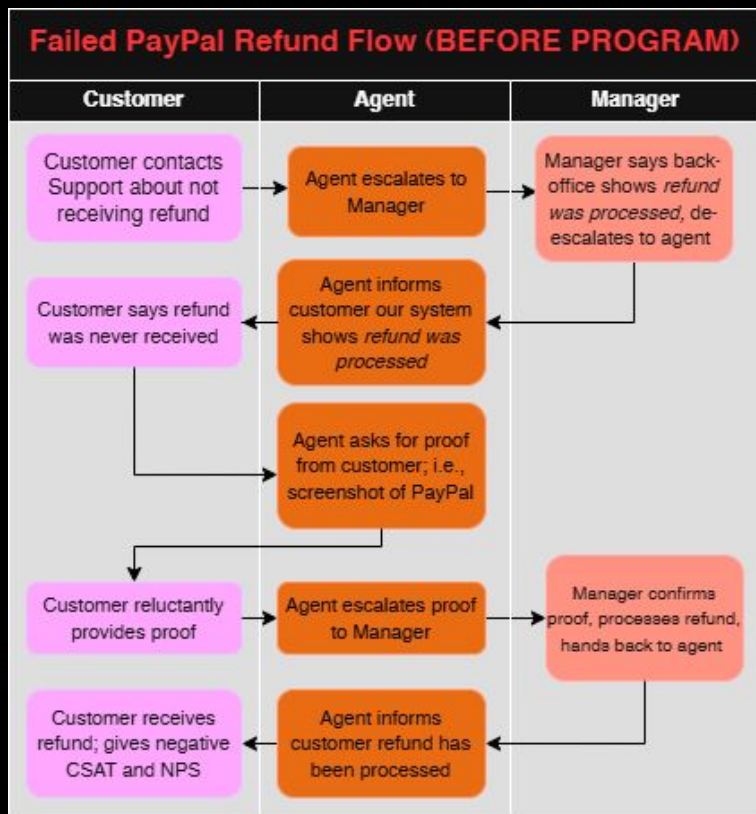 Failed PayPal Refund Flow (BEFORE PROGRAM)
Customer
Agent
Manager
Customer contacts
Support about not
receiving refund
Agent escalates to
Manager
Manager says back-
office shows refund
was processed, de-
escalates to agent
Agent informs
customer our system
shows refund was
processed
Customer says refund
was never received
Agent asks for proof
from customer; i.e.,
screenshot of PayPal
Customer reluctantly
provides proof
Agent escalates proof
to Manager
Manager confirms
proof, processes refund,
hands back to agent
Agent informs
customer refund has
been processed
Customer receives
refund; gives negative
CSAT and NPS